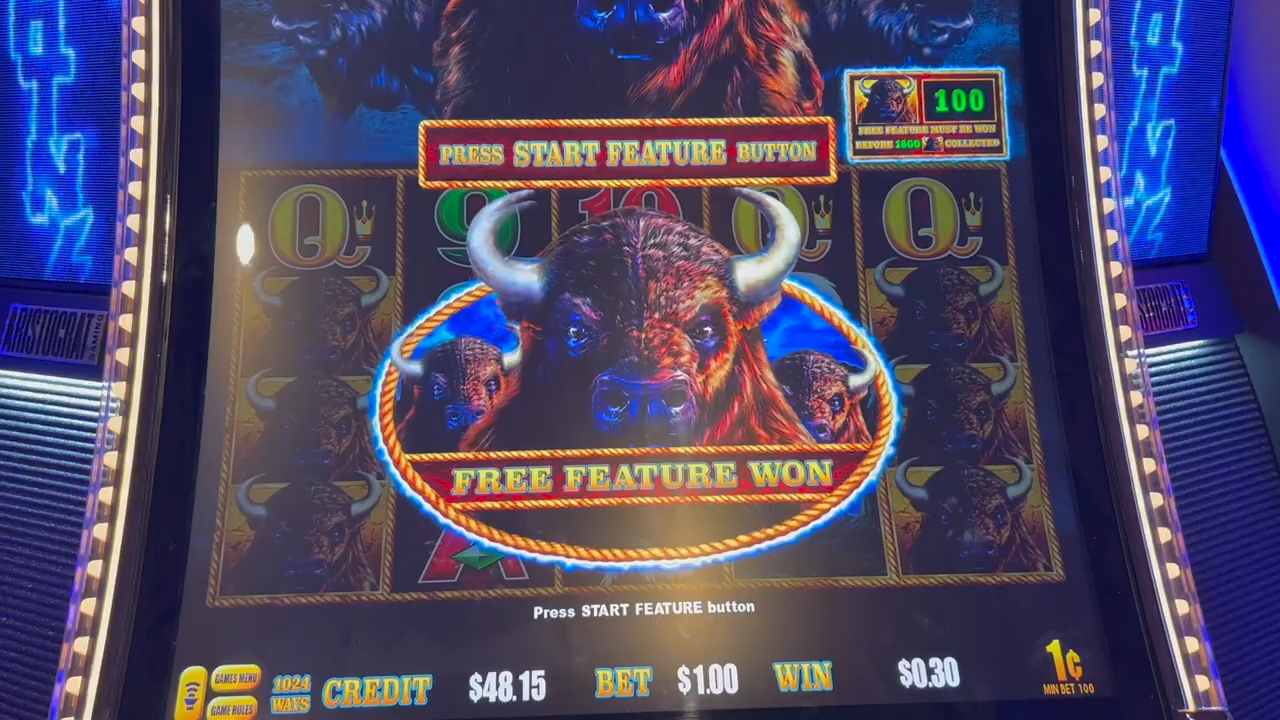 100
FREE FEATURE MUST BE WON
BEFORE 1800 COLLECTED
PRESS START FEATURE BUTTON
Q 9 10 Q Q
ARISTOCRAT
GAMING
FREE FEATURE WON
A
Press START FEATURE button
GAMES MENU
GAME RULES
1024
WAYS
CREDIT $48.15 BET $1.00 WIN $0.30
1¢
MIN BET 100